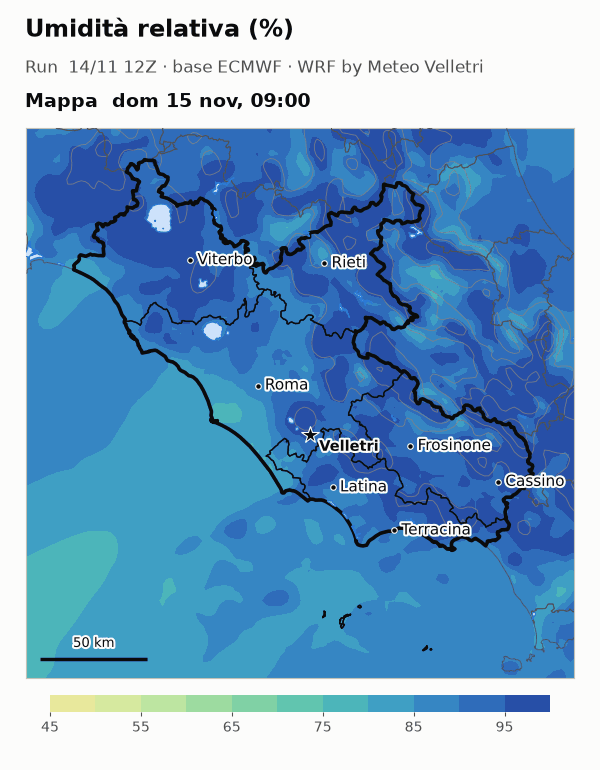 Umidità relativa (%)
Run 14/11 12Z · base ECMWF · WRF by Meteo Velletri
Mappa dom 15 nov, 09:00
Viterbo
Rieti
Roma
Velletri
Frosinone
Cassino
Latina
Terracina
50 km
45 55 65 75 85 95